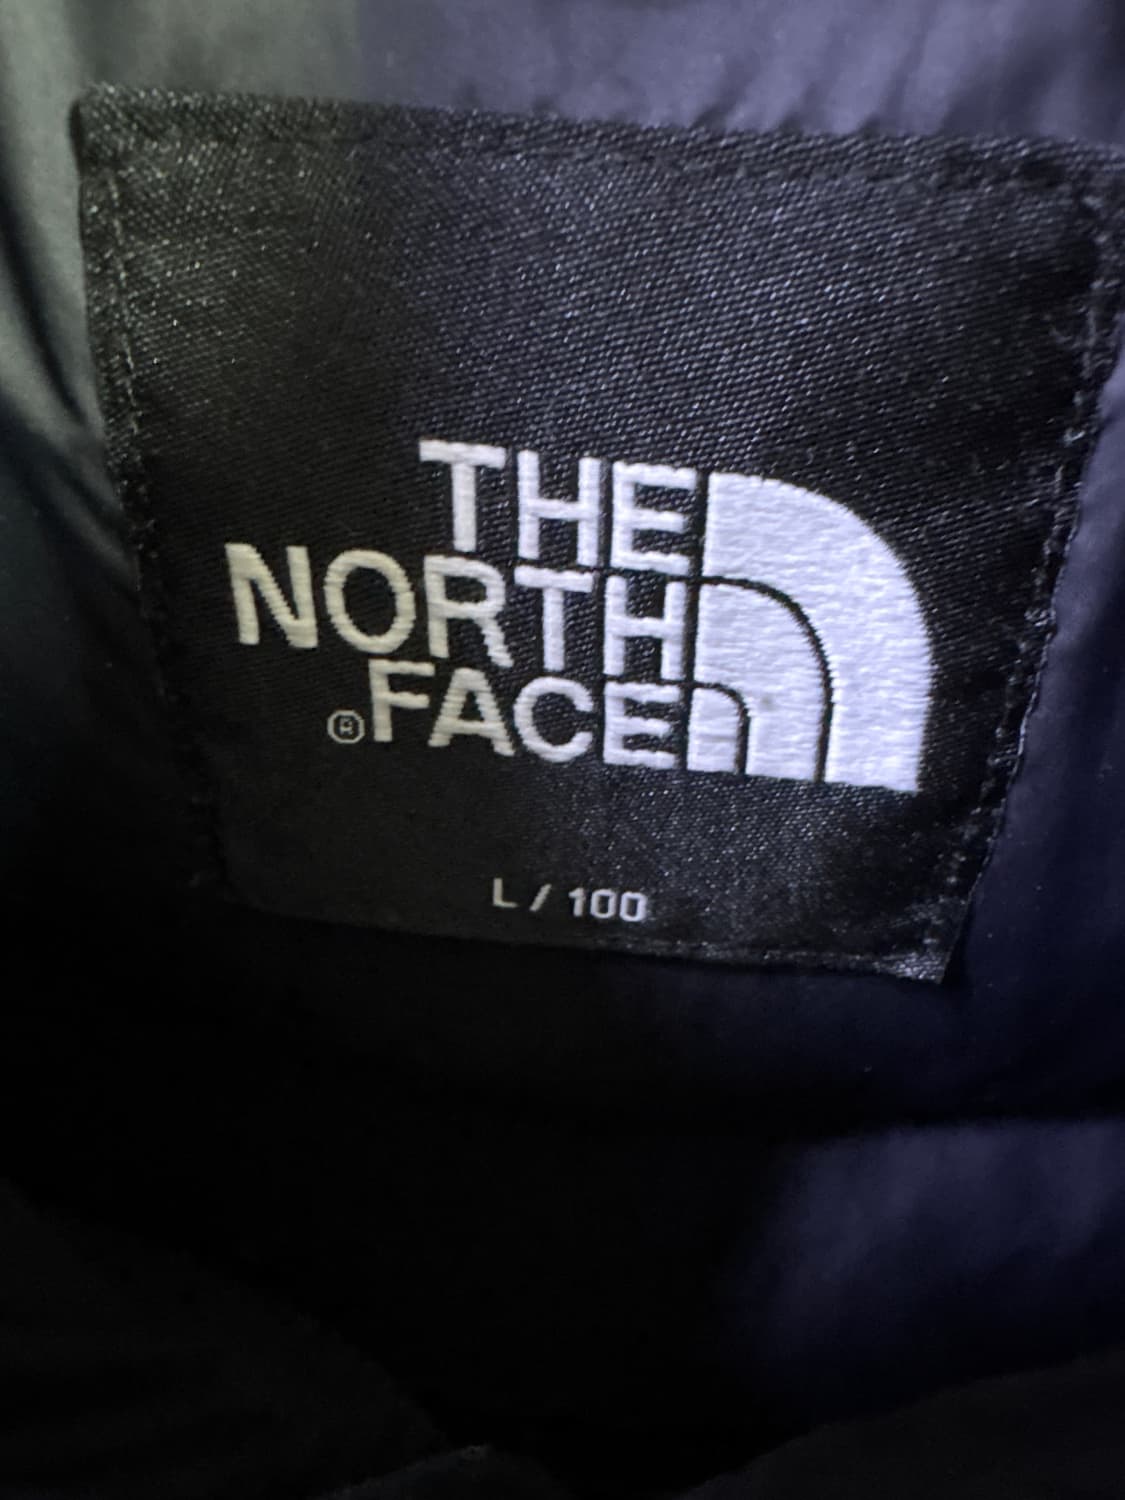 THE
NORTH
®FACE
L / 100